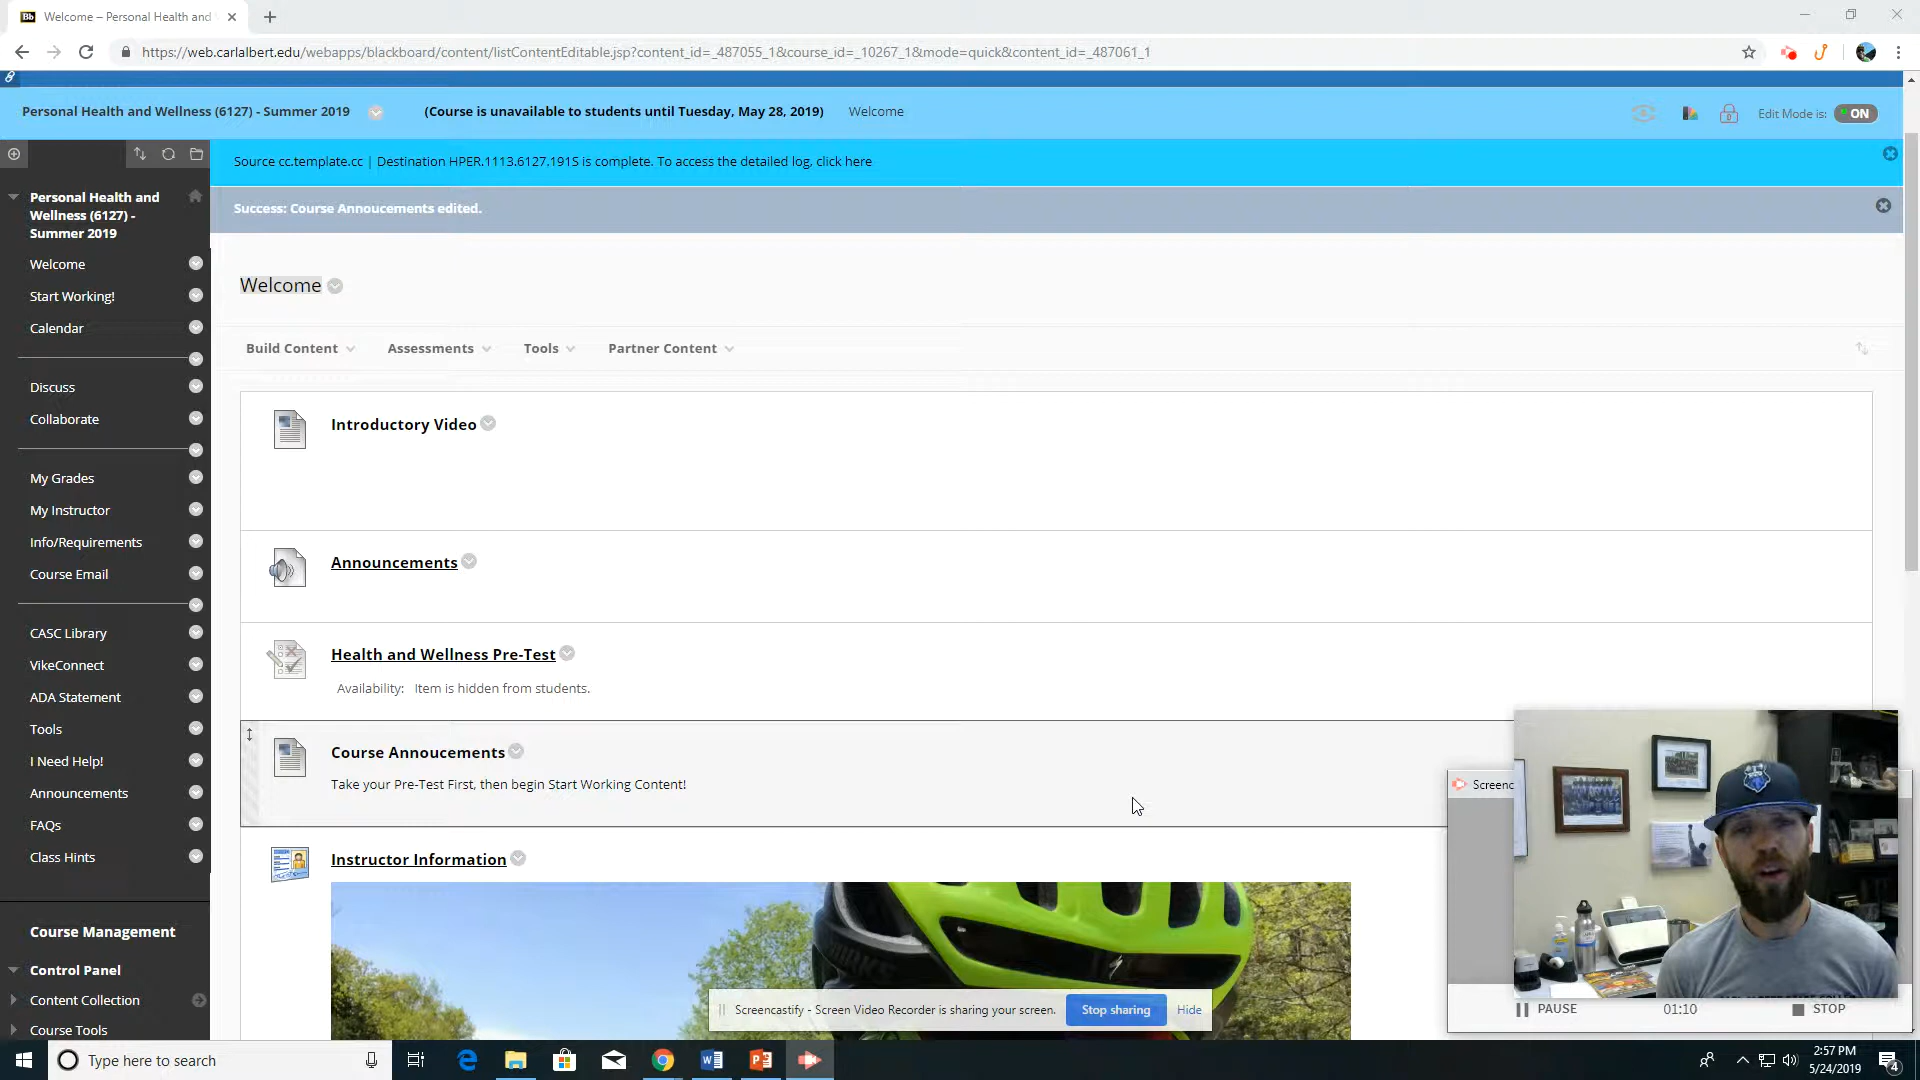 Bb Welcome – Personal Health and
https://web.carlalbert.edu/webapps/blackboard/content/listContentEditable.jsp?content_id=_487055_1&course_id=_10267_1&mode=quick&content_id=_487061_1
Personal Health and Wellness (6127) - Summer 2019
(Course is unavailable to students until Tuesday, May 28, 2019)
Welcome
Edit Mode is: ON
Source cc.template.cc | Destination HPER.1113.6127.191S is complete. To access the detailed log, click here
Success: Course Annoucements edited.
Personal Health and
Wellness (6127) -
Summer 2019
Welcome
Start Working!
Calendar
Discuss
Collaborate
My Grades
My Instructor
Info/Requirements
Course Email
CASC Library
VikeConnect
ADA Statement
Tools
I Need Help!
Announcements
FAQs
Class Hints
Course Management
Control Panel
Content Collection
Course Tools
Welcome
Build Content
Assessments
Tools
Partner Content
Introductory Video
Announcements
Health and Wellness Pre-Test
Availability: Item is hidden from students.
Course Annoucements
Take your Pre-Test First, then begin Start Working Content!
Instructor Information
Screenc
PAUSE
01:10
STOP
Screencastify - Screen Video Recorder is sharing your screen.
Stop sharing
Hide
Type here to search
2:57 PM
5/24/2019
4